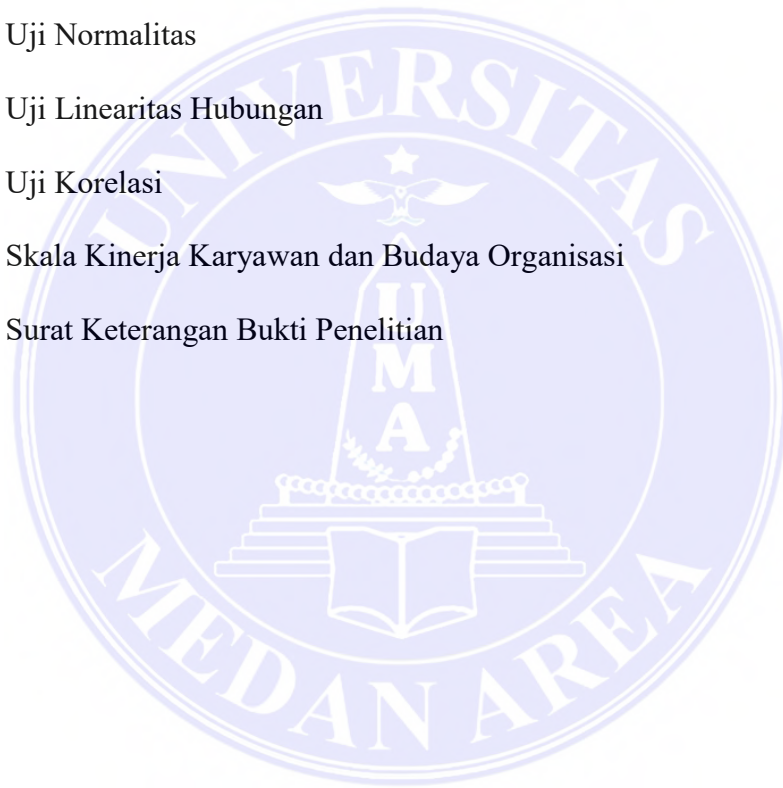 Uji Normalitas
Uji Linearitas Hubungan
Uji Korelasi
Skala Kinerja Karyawan dan Budaya Organisasi
Surat Keterangan Bukti Penelitian
UNIVERSITAS
U
M
A
MEDAN AREA